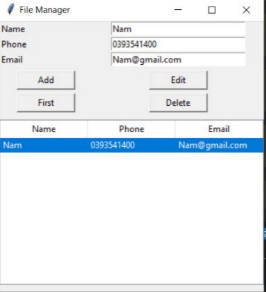 File Manager
Name Nam
Phone 0393541400
Email Nam@gmail.com
Add Edit
First Delete
Name Phone Email
Nam 0393541400 Nam@gmail.com